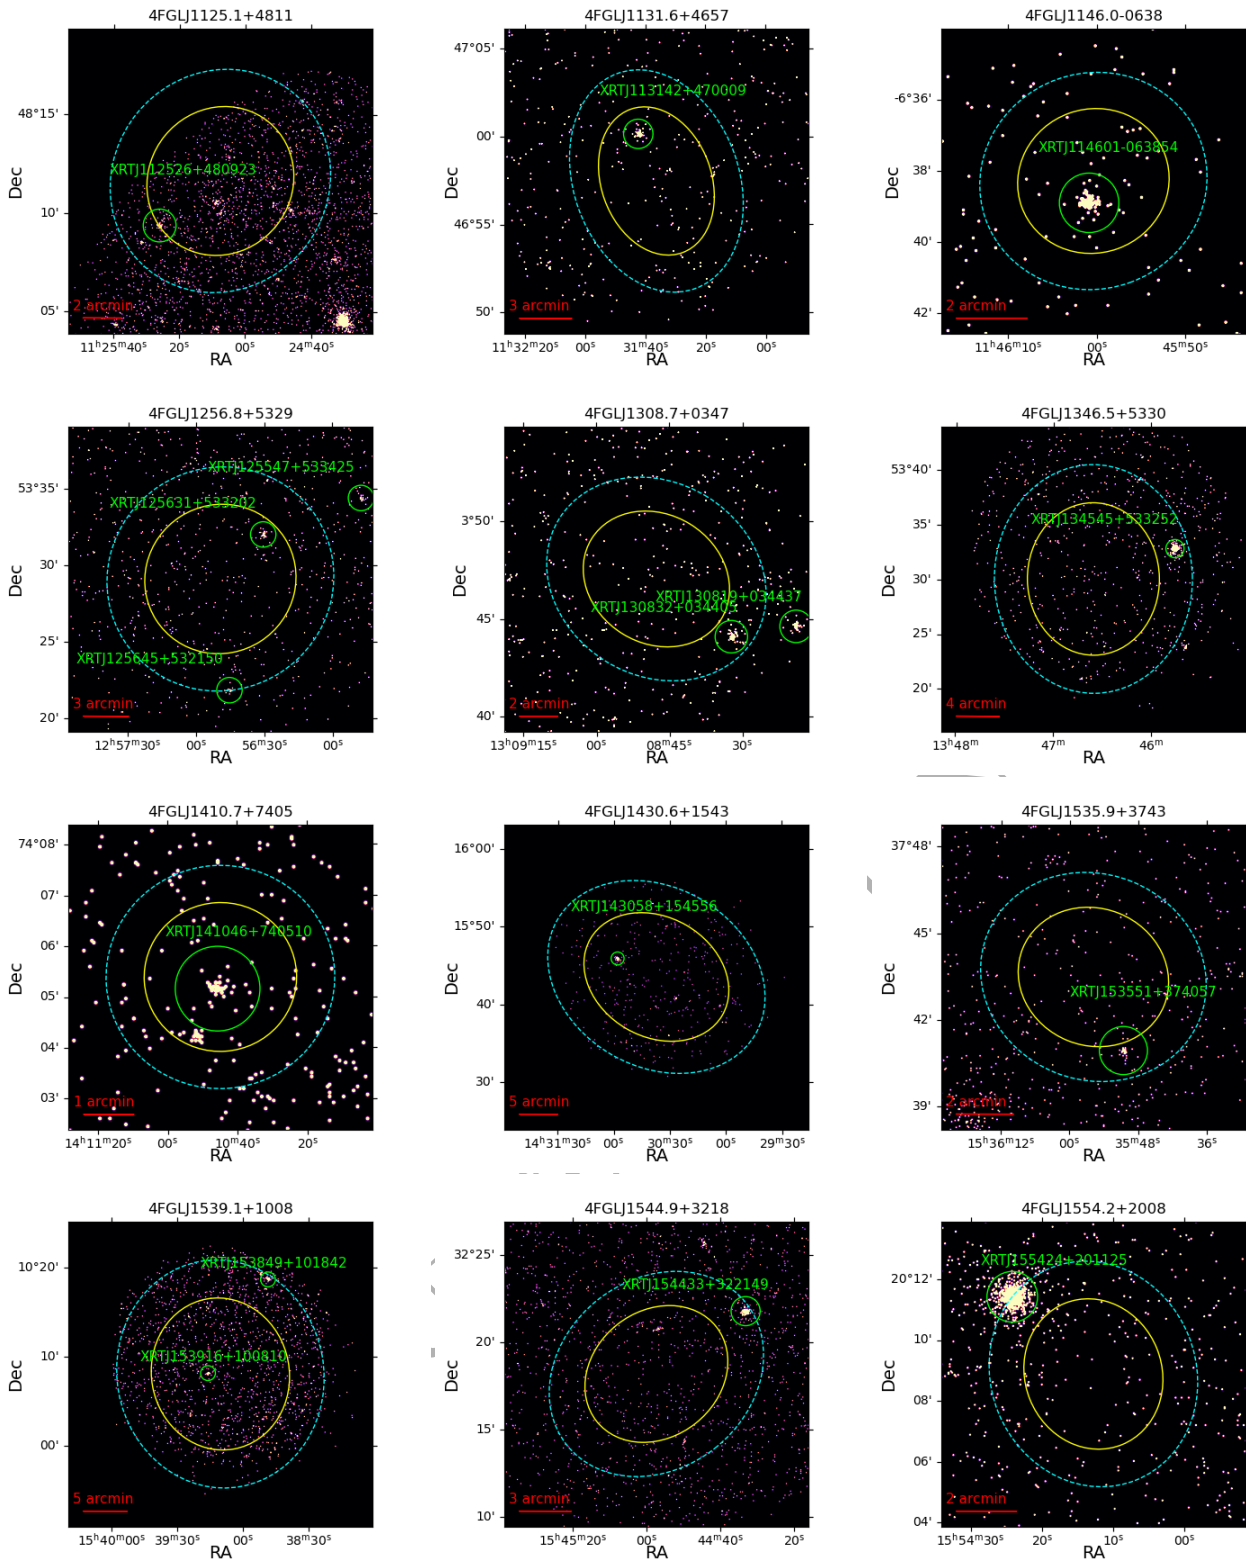 4FGLJ1125.1+4811
XRTJ112526+480923
48°15'
10'
05'
Dec
2 arcmin
11ʰ25ᵐ40ˢ 20ˢ 00ˢ 24ᵐ40ˢ
RA
4FGLJ1131.6+4657
XRTJ113142+470009
47°05'
00'
46°55'
50'
Dec
3 arcmin
11ʰ32ᵐ20ˢ 00ˢ 31ᵐ40ˢ 20ˢ 00ˢ
RA
4FGLJ1146.0-0638
XRTJ114601-063854
-6°36'
38'
40'
42'
Dec
2 arcmin
11ʰ46ᵐ10ˢ 00ˢ 45ᵐ50ˢ
RA
4FGLJ1256.8+5329
XRTJ125547+533425
XRTJ125631+533202
XRTJ125645+532150
53°35'
30'
25'
20'
Dec
3 arcmin
12ʰ57ᵐ30ˢ 00ˢ 56ᵐ30ˢ 00ˢ
RA
4FGLJ1308.7+0347
XRTJ130819+034437
XRTJ130832+034405
3°50'
45'
40'
Dec
2 arcmin
13ʰ09ᵐ15ˢ 00ˢ 08ᵐ45ˢ 30ˢ
RA
4FGLJ1346.5+5330
XRTJ134545+533252
53°40'
35'
30'
25'
20'
Dec
4 arcmin
13ʰ48ᵐ 47ᵐ 46ᵐ
RA
4FGLJ1410.7+7405
XRTJ141046+740510
74°08'
07'
06'
05'
04'
03'
Dec
1 arcmin
14ʰ11ᵐ20ˢ 00ˢ 10ᵐ40ˢ 20ˢ
RA
4FGLJ1430.6+1543
XRTJ143058+154556
16°00'
15°50'
40'
30'
Dec
5 arcmin
14ʰ31ᵐ30ˢ 00ˢ 30ᵐ30ˢ 00ˢ 29ᵐ30ˢ
RA
4FGLJ1535.9+3743
XRTJ153551+374057
37°48'
45'
42'
39'
Dec
2 arcmin
15ʰ36ᵐ12ˢ 00ˢ 35ᵐ48ˢ 36ˢ
RA
4FGLJ1539.1+1008
XRTJ153849+101842
XRTJ153916+100810
10°20'
10'
00'
Dec
5 arcmin
15ʰ40ᵐ00ˢ 39ᵐ30ˢ 00ˢ 38ᵐ30ˢ
RA
4FGLJ1544.9+3218
XRTJ154433+322149
32°25'
20'
15'
10'
Dec
3 arcmin
15ʰ45ᵐ20ˢ 00ˢ 44ᵐ40ˢ 20ˢ
RA
4FGLJ1554.2+2008
XRTJ155424+201125
20°12'
10'
08'
06'
04'
Dec
2 arcmin
15ʰ54ᵐ30ˢ 20ˢ 10ˢ 00ˢ
RA